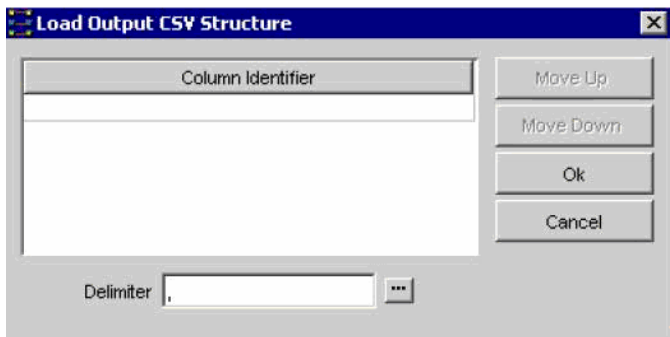 Load Output CSV Structure
Column Identifier
Move Up
Move Down
Ok
Cancel
Delimiter , ...